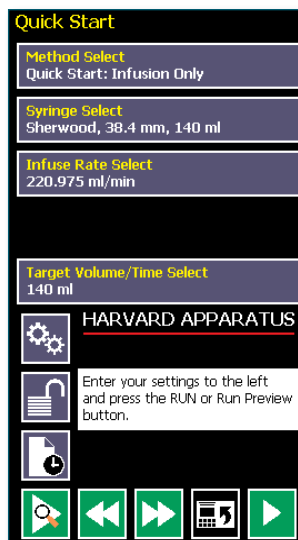 Quick Start
Method Select
Quick Start: Infusion Only
Syringe Select
Sherwood, 38.4 mm, 140 ml
Infuse Rate Select
220.975 ml/min
Target Volume/Time Select
140 ml
HARVARD APPARATUS
Enter your settings to the left
and press the RUN or Run Preview
button.